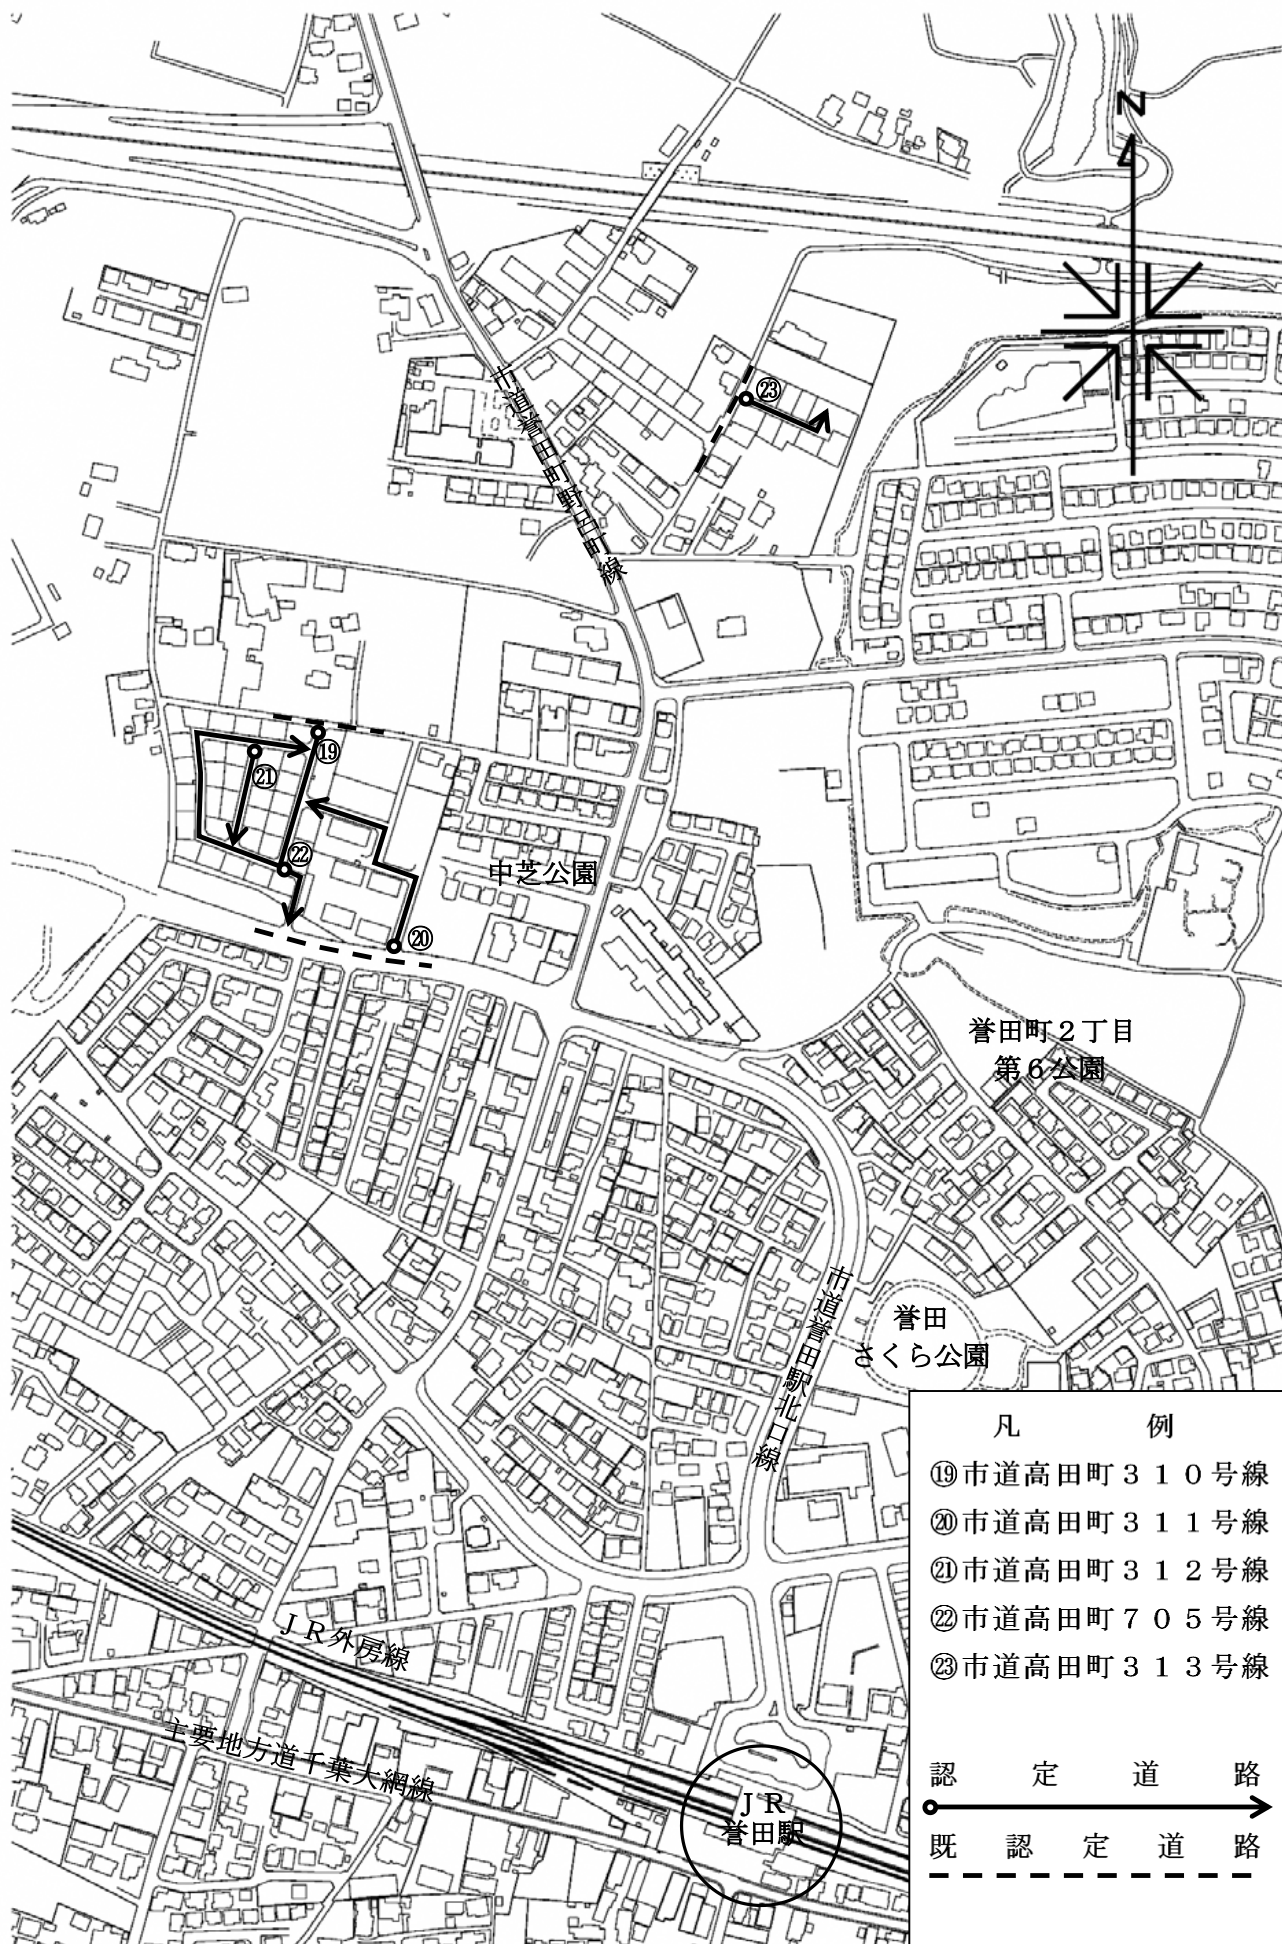 N
㉓
市道誉田町野呂町線
⑲
㉑
㉒
中芝公園
⑳
誉田町２丁目
第６公園
市道誉田駅北口線
誉田
さくら公園
ＪＲ外房線
主要地方道千葉大網線
ＪＲ
誉田駅
凡例
⑲市道高田町３１０号線
⑳市道高田町３１１号線
㉑市道高田町３１２号線
㉒市道高田町７０５号線
㉓市道高田町３１３号線
認定道路
既認定道路